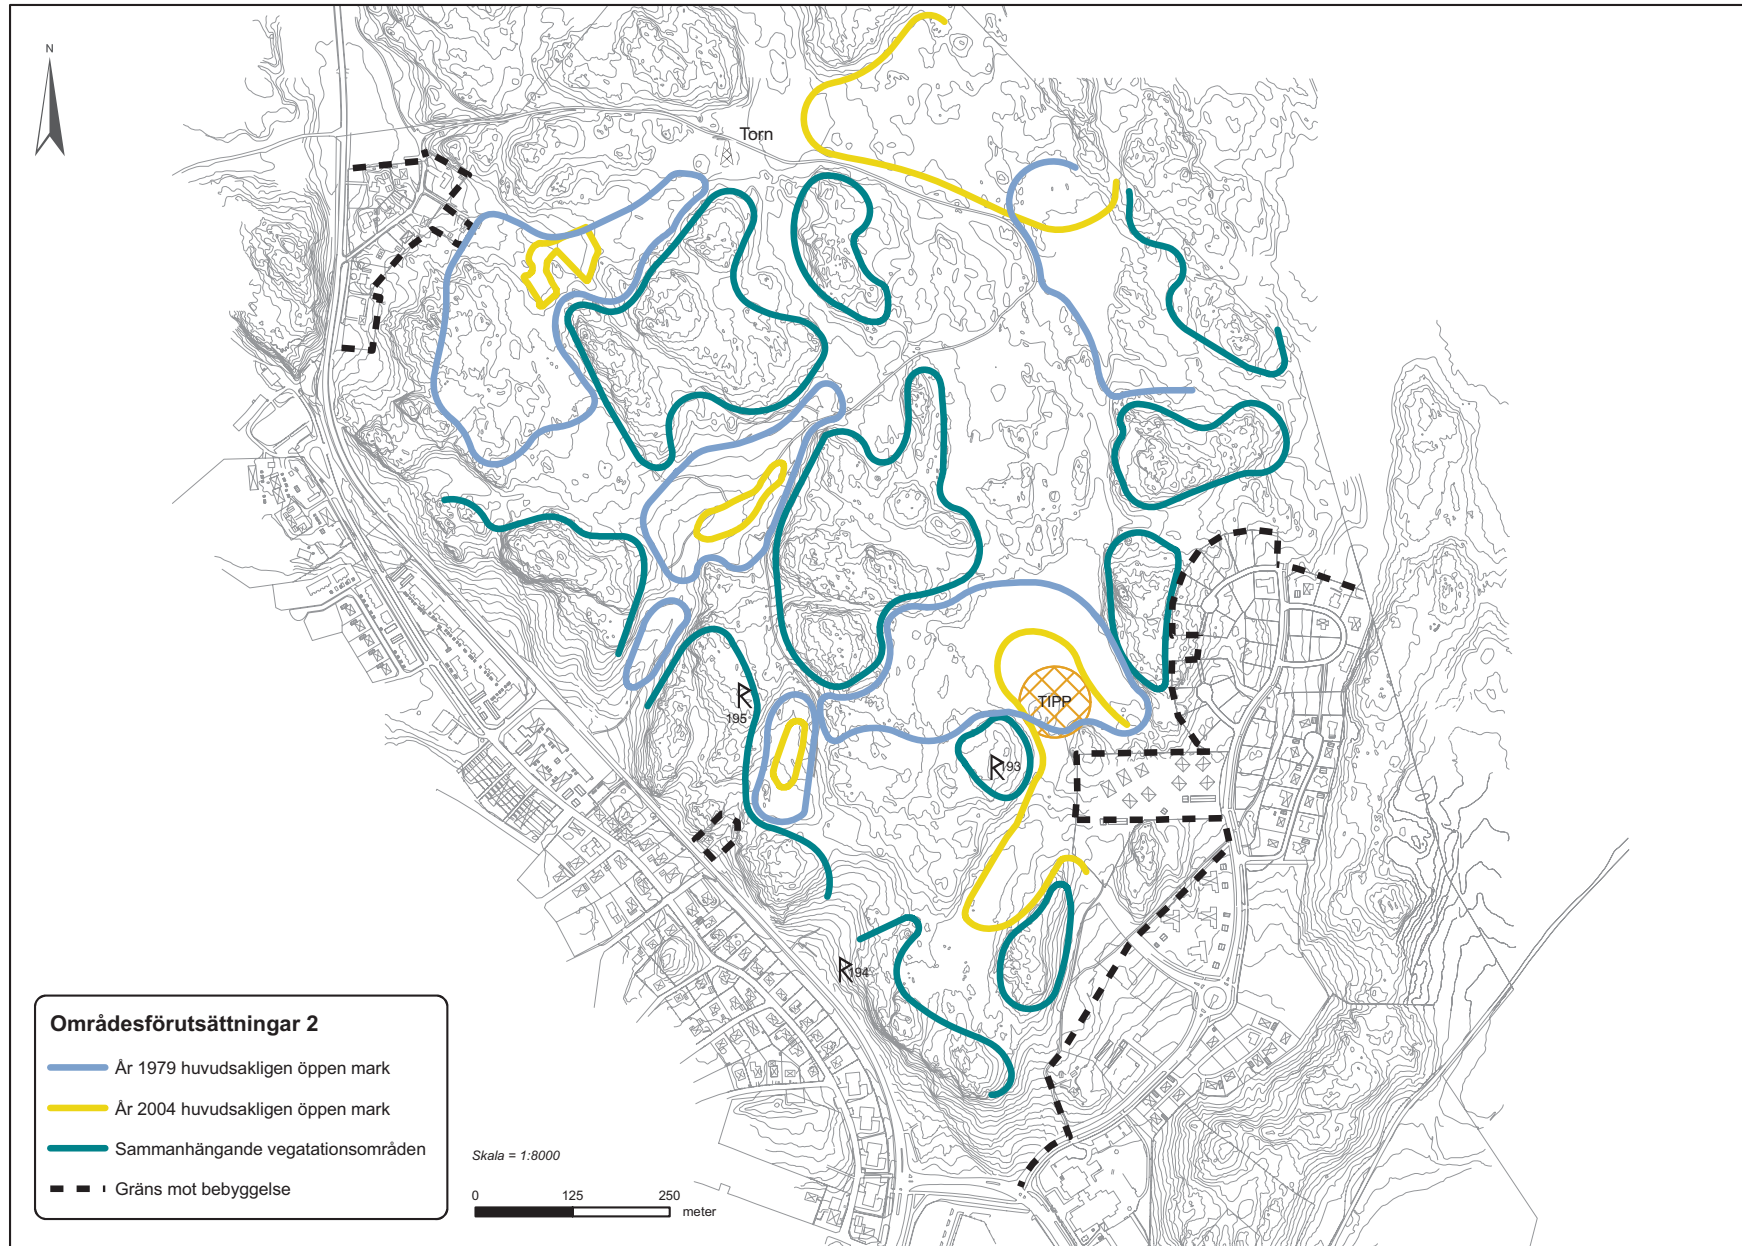 N
Torn
TIPP
195
193
194
Områdesförutsättningar 2
År 1979 huvudsakligen öppen mark
År 2004 huvudsakligen öppen mark
Sammanhängande vegatationsområden
Gräns mot bebyggelse
Skala = 1:8000
0 125 250
meter